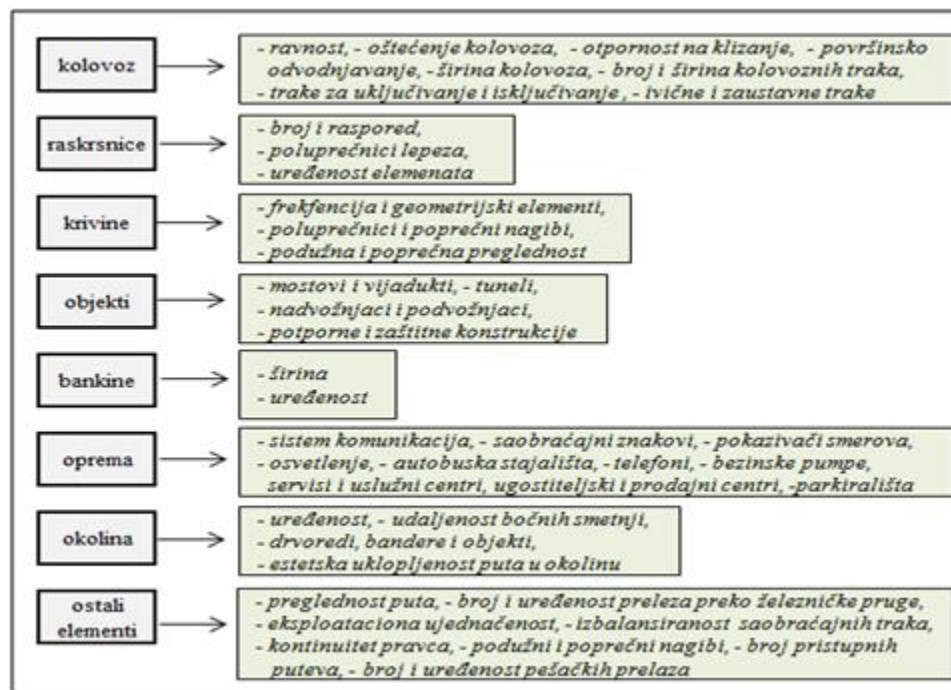 kolovoz
- ravnost, - oštećenje kolovoza, - otpornost na klizanje, - površinsko
odvodnjavanje, - širina kolovoza, - broj i širina kolovoznih traka,
- trake za uključivanje i isključivanje , - ivične i zaustavne trake
raskrsnice
- broj i raspored,
- poluprečnici lepeza,
- uređenost elemenata
krivine
- frekfencija i geometrijski elementi,
- poluprečnici i poprečni nagibi,
- podužna i poprečna preglednost
objekti
- mostovi i vijadukti, - tuneli,
- nadvožnjaci i podvožnjaci,
- potporne i zaštitne konstrukcije
bankine
- širina
- uređenost
oprema
- sistem komunikacija, - saobraćajni znakovi, - pokazivači smerova,
- osvetlenje, - autobuska stajališta, -telefoni, - bezinske pumpe,
servisi i uslužni centri, ugostiteljski i prodajni centri, -parkirališta
okolina
- uređenost, - udaljenost bočnih smetnji,
- drvoredi, bandere i objekti,
- estetska uklopljenost puta u okolinu
ostali
elementi
- preglednost puta, - broj i uređenost preleza preko železničke pruge,
- eksploataciona ujednačenost, - izbalansiranost saobraćajnih traka,
- kontinuitet pravca, - podužni i poprečni nagibi, - broj pristupnih
puteva, - broj i uređenost pešačkih prelaza